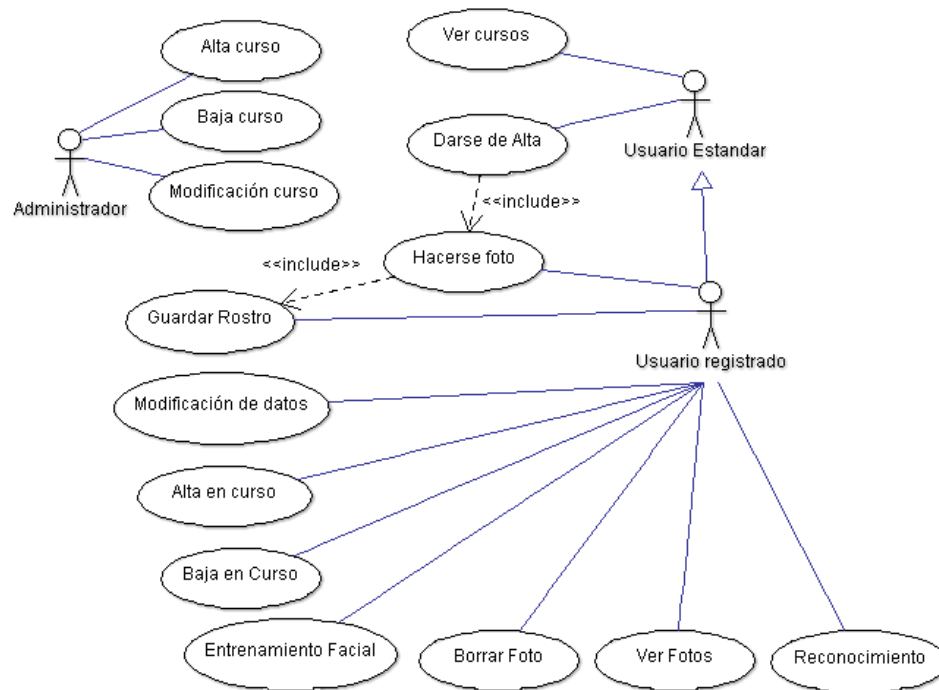 Alta curso
Ver cursos
Baja curso
Darse de Alta
Usuario Estandar
Modificación curso
Administrador
<<include>>
Hacerse foto
<<include>>
Guardar Rostro
Usuario registrado
Modificación de datos
Alta en curso
Baja en Curso
Entrenamiento Facial
Borrar Foto
Ver Fotos
Reconocimiento